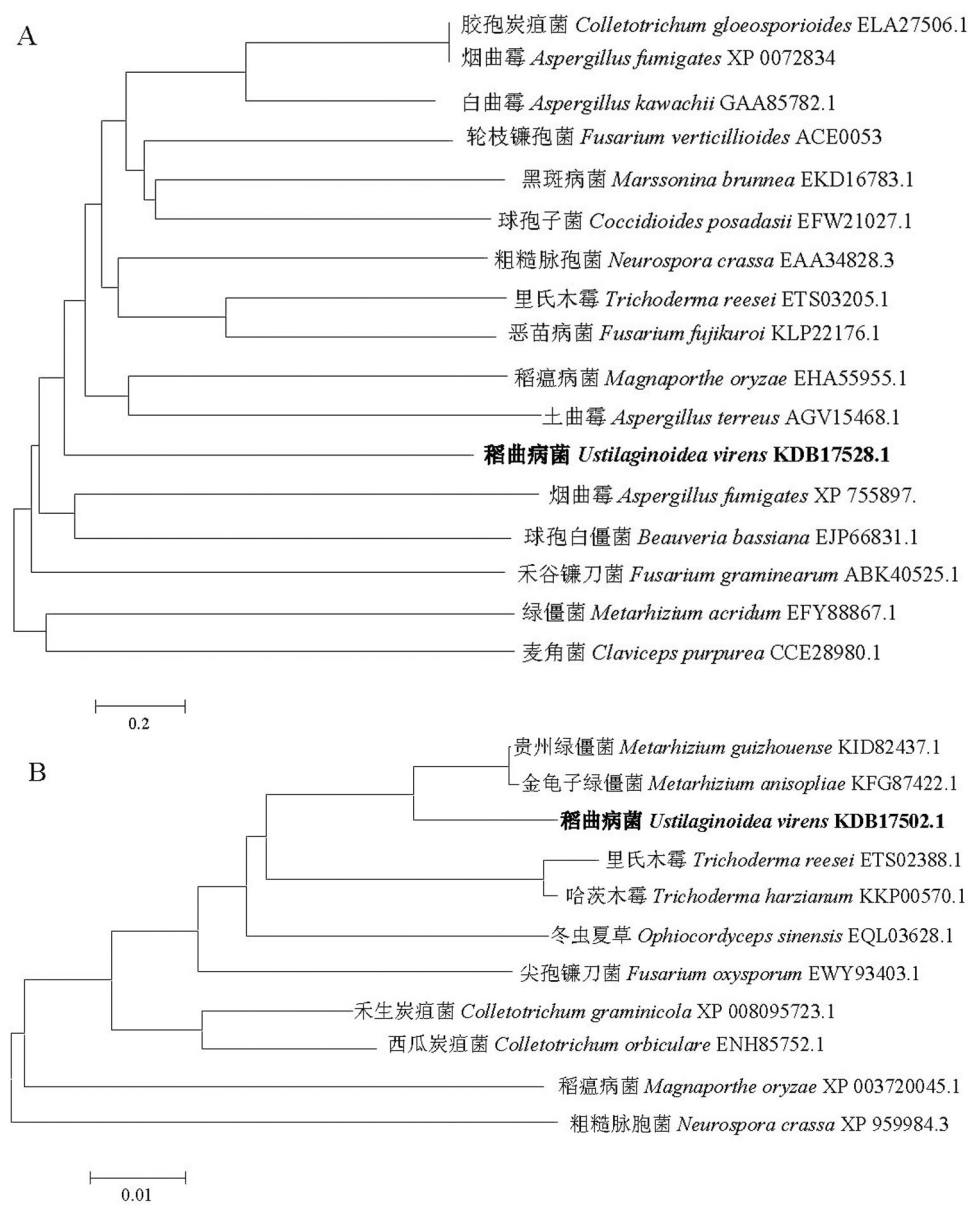 A
胶孢炭疽菌 Colletotrichum gloeosporioides ELA27506.1
烟曲霉 Aspergillus fumigates XP 0072834
白曲霉 Aspergillus kawachii GAA85782.1
轮枝镰孢菌 Fusarium verticillioides ACE0053
黑斑病菌 Marssonina brunnea EKD16783.1
球孢子菌 Coccidioides posadasii EFW21027.1
粗糙脉孢菌 Neurospora crassa EAA34828.3
里氏木霉 Trichoderma reesei ETS03205.1
恶苗病菌 Fusarium fujikuroi KLP22176.1
稻瘟病菌 Magnaporthe oryzae EHA55955.1
土曲霉 Aspergillus terreus AGV15468.1
稻曲病菌 Ustilaginoidea virens KDB17528.1
烟曲霉 Aspergillus fumigates XP 755897.
球孢白僵菌 Beauveria bassiana EJP66831.1
禾谷镰刀菌 Fusarium graminearum ABK40525.1
绿僵菌 Metarhizium acridum EFY88867.1
麦角菌 Claviceps purpurea CCE28980.1
0.2
B
贵州绿僵菌 Metarhizium guizhouense KID82437.1
金龟子绿僵菌 Metarhizium anisopliae KFG87422.1
稻曲病菌 Ustilaginoidea virens KDB17502.1
里氏木霉 Trichoderma reesei ETS02388.1
哈茨木霉 Trichoderma harzianum KKP00570.1
冬虫夏草 Ophiocordyceps sinensis EQL03628.1
尖孢镰刀菌 Fusarium oxysporum EWY93403.1
禾生炭疽菌 Colletotrichum graminicola XP 008095723.1
西瓜炭疽菌 Colletotrichum orbiculare ENH85752.1
稻瘟病菌 Magnaporthe oryzae XP 003720045.1
粗糙脉胞菌 Neurospora crassa XP 959984.3
0.01